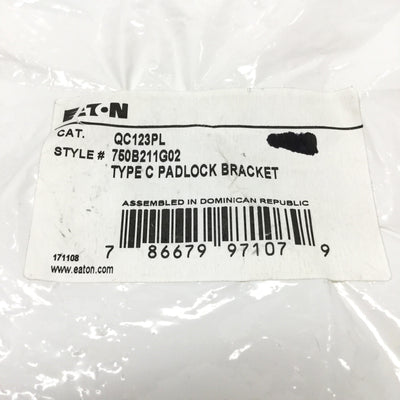 EATON
CAT. QC123PL
STYLE # 750B211G02
TYPE C PADLOCK BRACKET
ASSEMBLED IN DOMINICAN REPUBLIC
7 86679 97107 9
171108
www.eaton.com